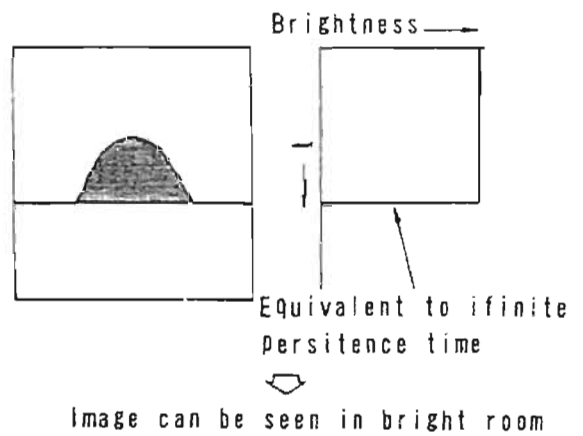 Brightness
Equivalent to ifinite
persitence time
Image can be seen in bright room